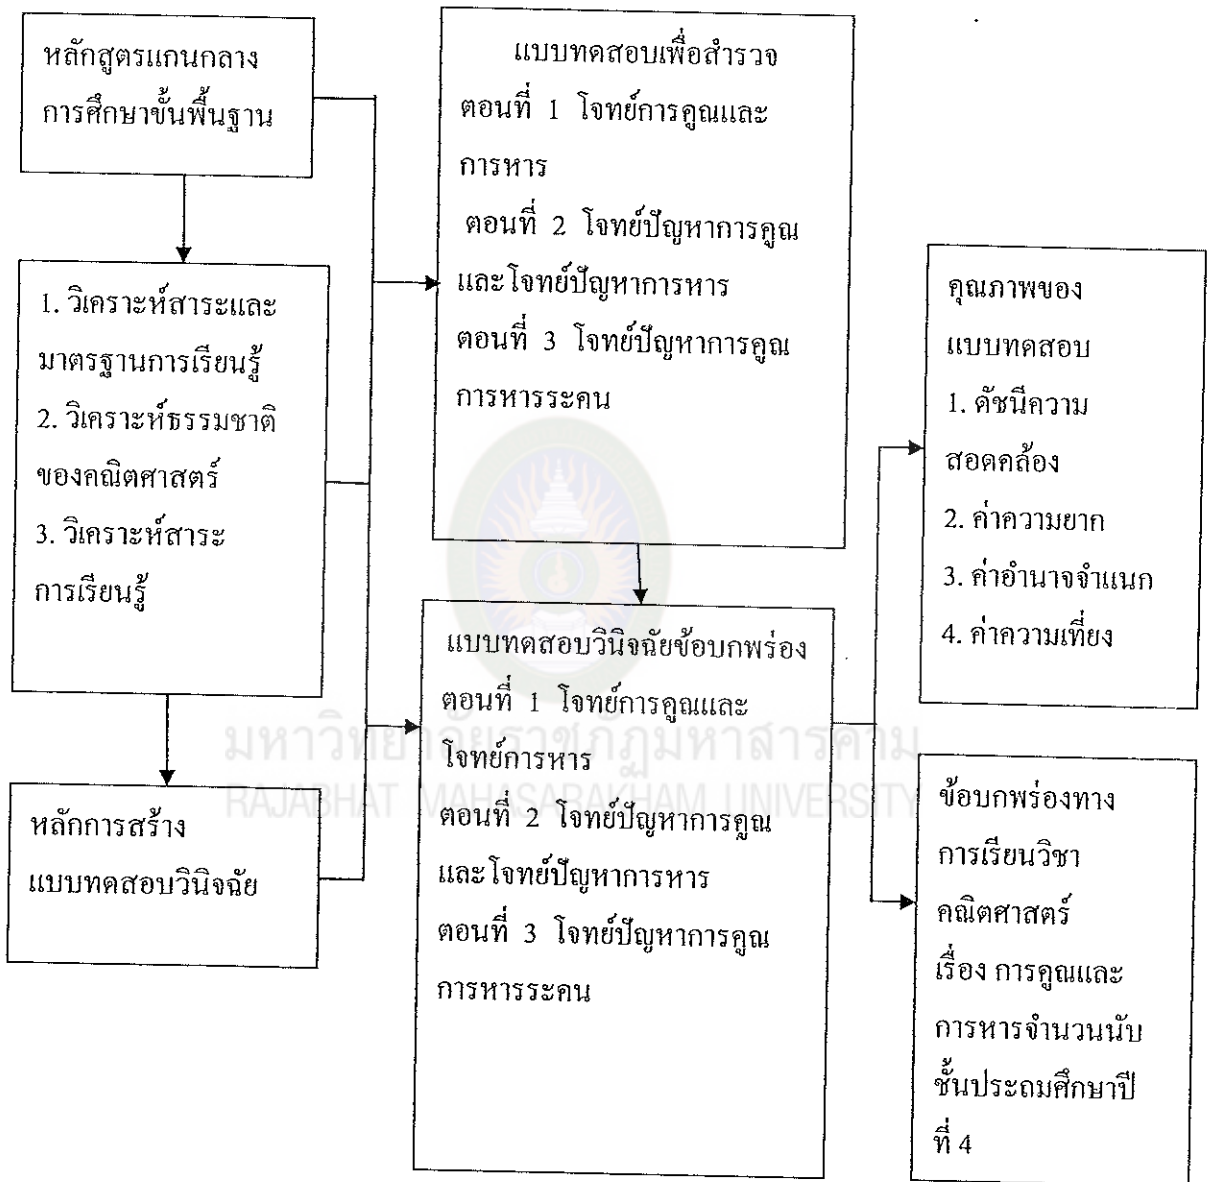 หลักสูตรแกนกลาง
การศึกษาขั้นพื้นฐาน
1. วิเคราะห์สาระและ
มาตรฐานการเรียนรู้
2. วิเคราะห์ธรรมชาติ
ของคณิตศาสตร์
3. วิเคราะห์สาระ
การเรียนรู้
หลักการสร้าง
แบบทดสอบวินิจฉัย
แบบทดสอบเพื่อสำรวจ
ตอนที่ 1 โจทย์การคูณและ
การหาร
ตอนที่ 2 โจทย์ปัญหาการคูณ
และโจทย์ปัญหาการหาร
ตอนที่ 3 โจทย์ปัญหาการคูณ
การหารระคน
แบบทดสอบวินิจฉัยข้อบกพร่อง
ตอนที่ 1 โจทย์การคูณและ
โจทย์การหาร
ตอนที่ 2 โจทย์ปัญหาการคูณ
และโจทย์ปัญหาการหาร
ตอนที่ 3 โจทย์ปัญหาการคูณ
การหารระคน
คุณภาพของ
แบบทดสอบ
1. ดัชนีความ
สอดคล้อง
2. ค่าความยาก
3. ค่าอำนาจจำแนก
4. ค่าความเที่ยง
ข้อบกพร่องทาง
การเรียนวิชา
คณิตศาสตร์
เรื่อง การคูณและ
การหารจำนวนนับ
ชั้นประถมศึกษาปี
ที่ 4
มหาวิทยาลัยราชภัฏมหาสารคาม
RAJABHAT MAHASARAKHAM UNIVERSITY